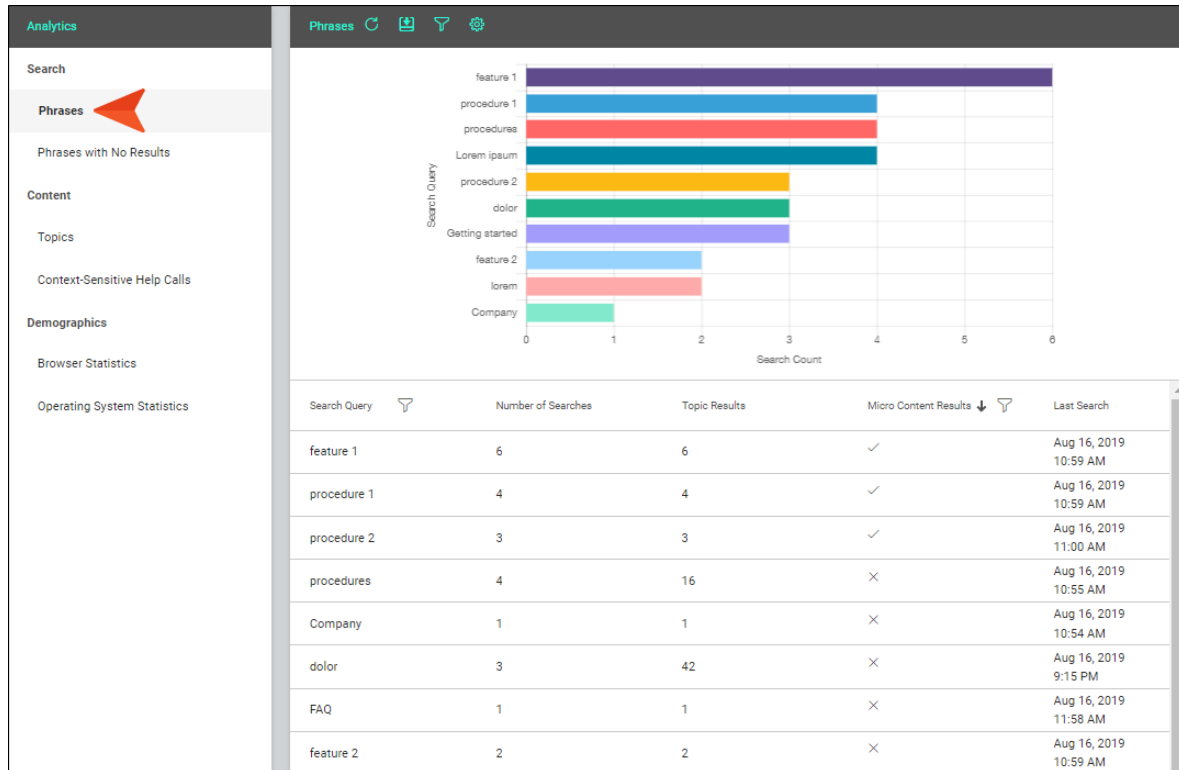 Analytics
Search
Phrases
Phrases with No Results
Content
Topics
Context-Sensitive Help Calls
Demographics
Browser Statistics
Operating System Statistics
Phrases
Search Query
feature 1
procedure 1
procedures
Lorem ipsum
procedure 2
dolor
Getting started
feature 2
lorem
Company
0 1 2 3 4 5 6
Search Count
Search Query Number of Searches Topic Results Micro Content Results Last Search
feature 1 6 6 Aug 16, 2019
10:59 AM
procedure 1 4 4 Aug 16, 2019
10:59 AM
procedure 2 3 3 Aug 16, 2019
11:00 AM
procedures 4 16 Aug 16, 2019
10:55 AM
Company 1 1 Aug 16, 2019
10:54 AM
dolor 3 42 Aug 16, 2019
9:15 PM
FAQ 1 1 Aug 16, 2019
11:58 AM
feature 2 2 2 Aug 16, 2019
10:59 AM